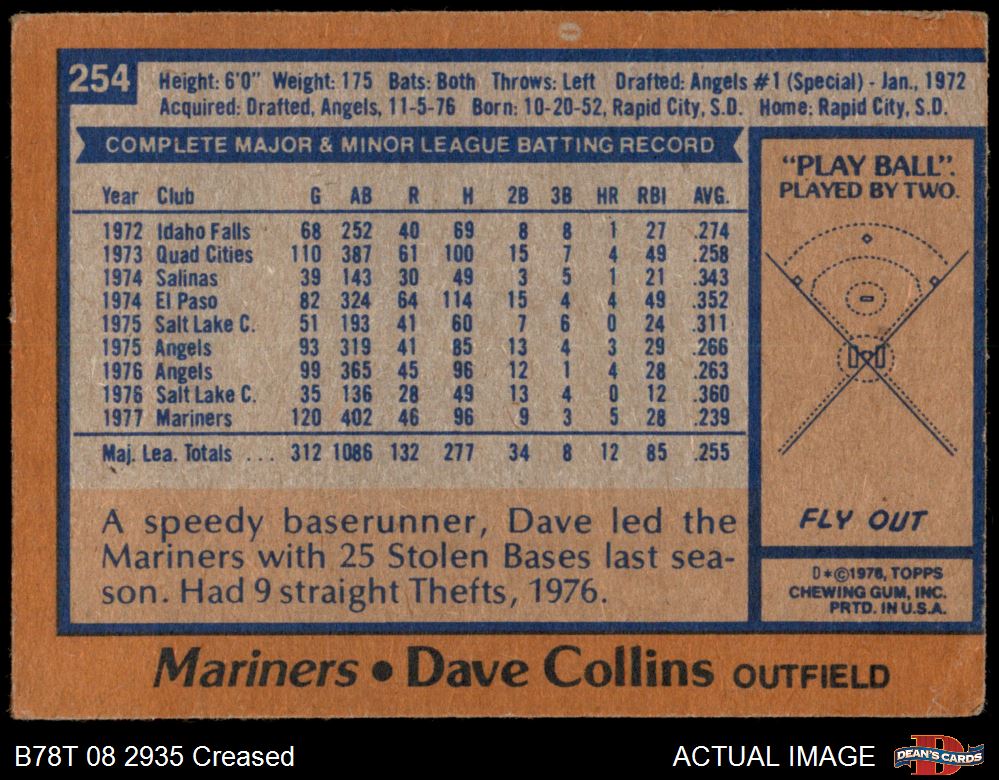 254
Height: 6'0" Weight: 175 Bats: Both Throws: Left Drafted: Angels #1 (Special) - Jan., 1972
Acquired: Drafted, Angels, 11-5-76 Born: 10-20-52, Rapid City, S.D. Home: Rapid City, S.D.
COMPLETE MAJOR & MINOR LEAGUE BATTING RECORD
Year Club G AB R H 2B 3B HR RBI AVG.
1972 Idaho Falls 68 252 40 69 8 8 1 27 .274
1973 Quad Cities 110 387 61 100 15 7 4 49 .258
1974 Salinas 39 143 30 49 3 5 1 21 .343
1974 El Paso 82 324 64 114 15 4 4 49 .352
1975 Salt Lake C. 51 193 41 60 7 6 0 24 .311
1975 Angels 93 319 41 85 13 4 3 29 .266
1976 Angels 99 365 45 96 12 1 4 28 .263
1976 Salt Lake C. 35 136 28 49 13 4 0 12 .360
1977 Mariners 120 402 46 96 9 3 5 28 .239
Maj. Lea. Totals ... 312 1086 132 277 34 8 12 85 .255
A speedy baserunner, Dave led the
Mariners with 25 Stolen Bases last sea-
son. Had 9 straight Thefts, 1976.
"PLAY BALL".
PLAYED BY TWO.
FLY OUT
D*©1978, TOPPS
CHEWING GUM, INC.
PRTD. IN U.S.A.
Mariners • Dave Collins OUTFIELD
B78T 08 2935 Creased
ACTUAL IMAGE
DEAN'S CARDS